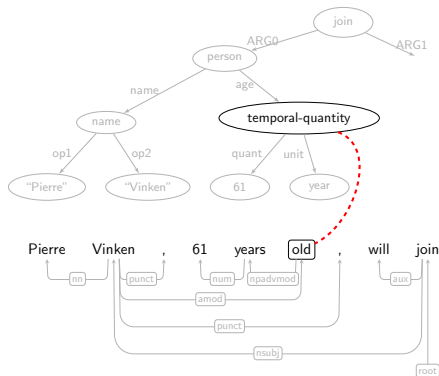 join
ARG0 ARG1
person
name age
name temporal-quantity
op1 op2 quant unit
“Pierre” “Vinken” 61 year
Pierre Vinken , 61 years old , will join
nn punct num npadvmod aux
amod
punct
nsubj
root